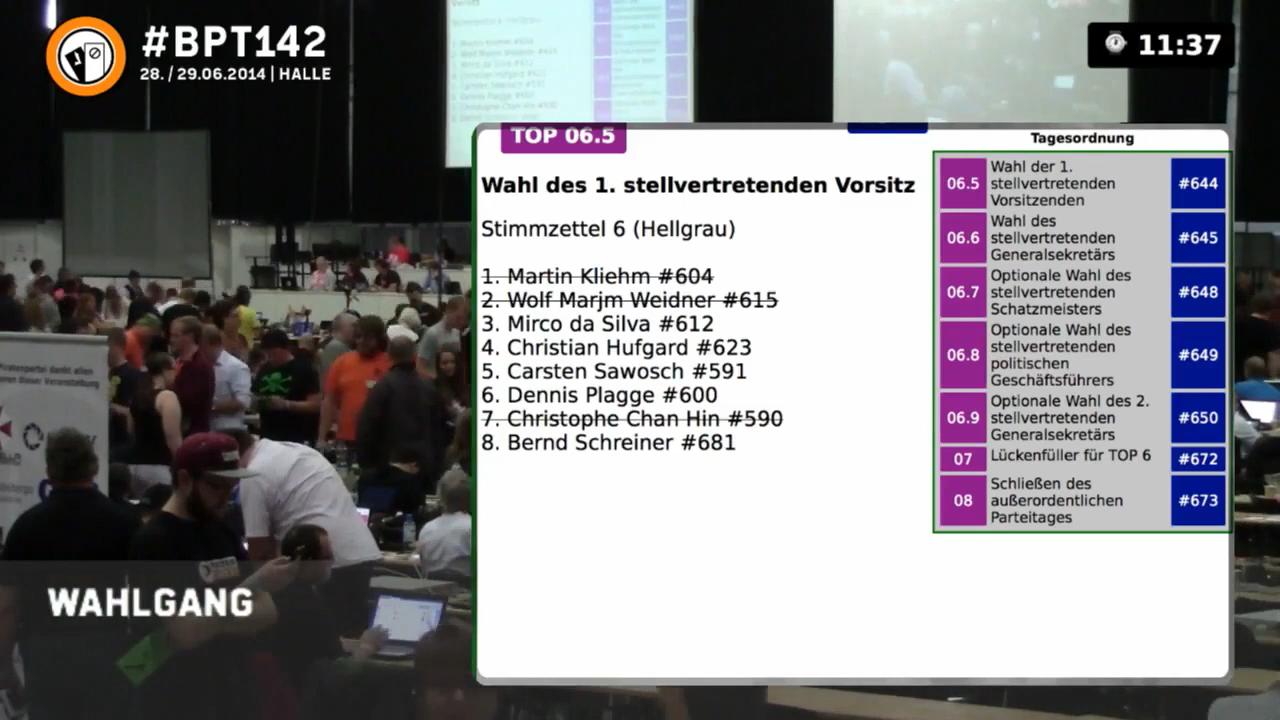 #BPT142
28. / 29.06.2014 | HALLE
11:37
TOP 06.5
Wahl des 1. stellvertretenden Vorsitz
Stimmzettel 6 (Hellgrau)
1. Martin Kliehm #604
2. Wolf Marjm Weidner #615
3. Mirco da Silva #612
4. Christian Hufgard #623
5. Carsten Sawosch #591
6. Dennis Plagge #600
7. Christophe Chan Hin #590
8. Bernd Schreiner #681
Tagesordnung
06.5 Wahl der 1. #644
stellvertretenden
Vorsitzenden
06.6 Wahl des #645
stellvertretenden
Generalsekretärs
06.7 Optionale Wahl des #648
stellvertretenden
Schatzmeisters
06.8 Optionale Wahl des #649
stellvertretenden
politischen
Geschäftsführers
06.9 Optionale Wahl des 2. #650
stellvertretenden
Generalsekretärs
07 Lückenfüller für TOP 6 #672
08 Schließen des #673
außerordentlichen
Parteitages
WAHLGANG